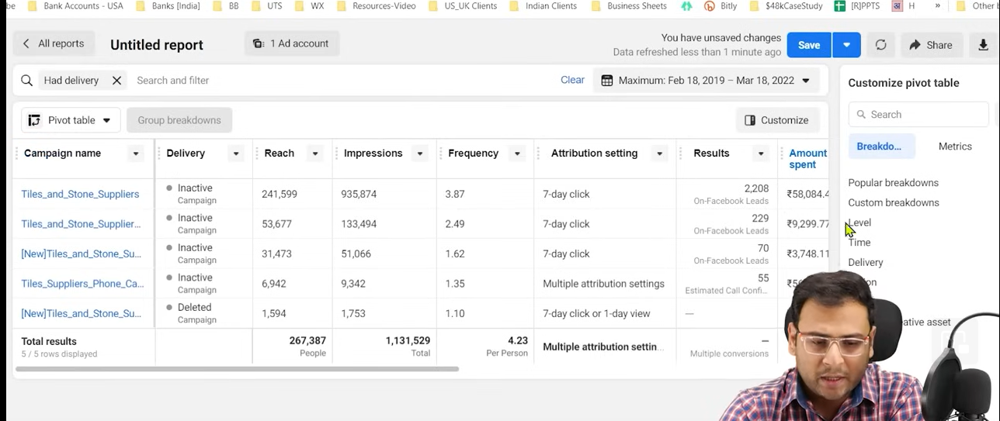 be Bank Accounts - USA Banks [India] BB UTS WX Resources-Video US_UK Clients Indian Clients Business Sheets Bitly $48kCaseStudy [R]PPTS अ H » Other b
All reports Untitled report 1 Ad account
You have unsaved changes
Data refreshed less than 1 minute ago
Save Share
Had delivery Search and filter Clear Maximum: Feb 18, 2019 – Mar 18, 2022
Pivot table Group breakdowns Customize
Campaign name Delivery Reach Impressions Frequency Attribution setting Results Amount spent
Tiles_and_Stone_Suppliers Inactive Campaign 241,599 935,874 3.87 7-day click 2,208 On-Facebook Leads ₹58,084.4
Tiles_and_Stone_Supplier... Inactive Campaign 53,677 133,494 2.49 7-day click 229 On-Facebook Leads ₹9,299.77
[New]Tiles_and_Stone_Su... Inactive Campaign 31,473 51,066 1.62 7-day click 70 On-Facebook Leads ₹3,748.11
Tiles_Suppliers_Phone_Ca... Inactive Campaign 6,942 9,342 1.35 Multiple attribution settings 55 Estimated Call Confi...
[New]Tiles_and_Stone_Su... Deleted Campaign 1,594 1,753 1.10 7-day click or 1-day view —
Total results 267,387 1,131,529 4.23 Multiple attribution settin... —
5 / 5 rows displayed People Total Per Person Multiple conversions
Customize pivot table
Search
Breakdo... Metrics
Popular breakdowns
Custom breakdowns
Level
Time
Delivery
ative asset